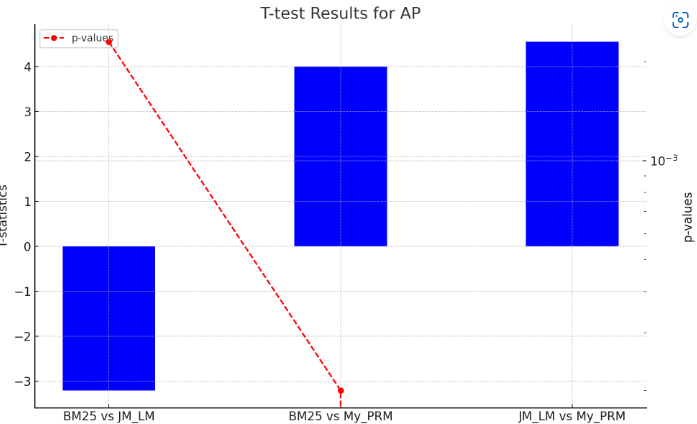 T-test Results for AP
p-values
4
3
2
1
0
−1
−2
−3
T-statistics
10⁻³
p-values
BM25 vs JM_LM
BM25 vs My_PRM
JM_LM vs My_PRM